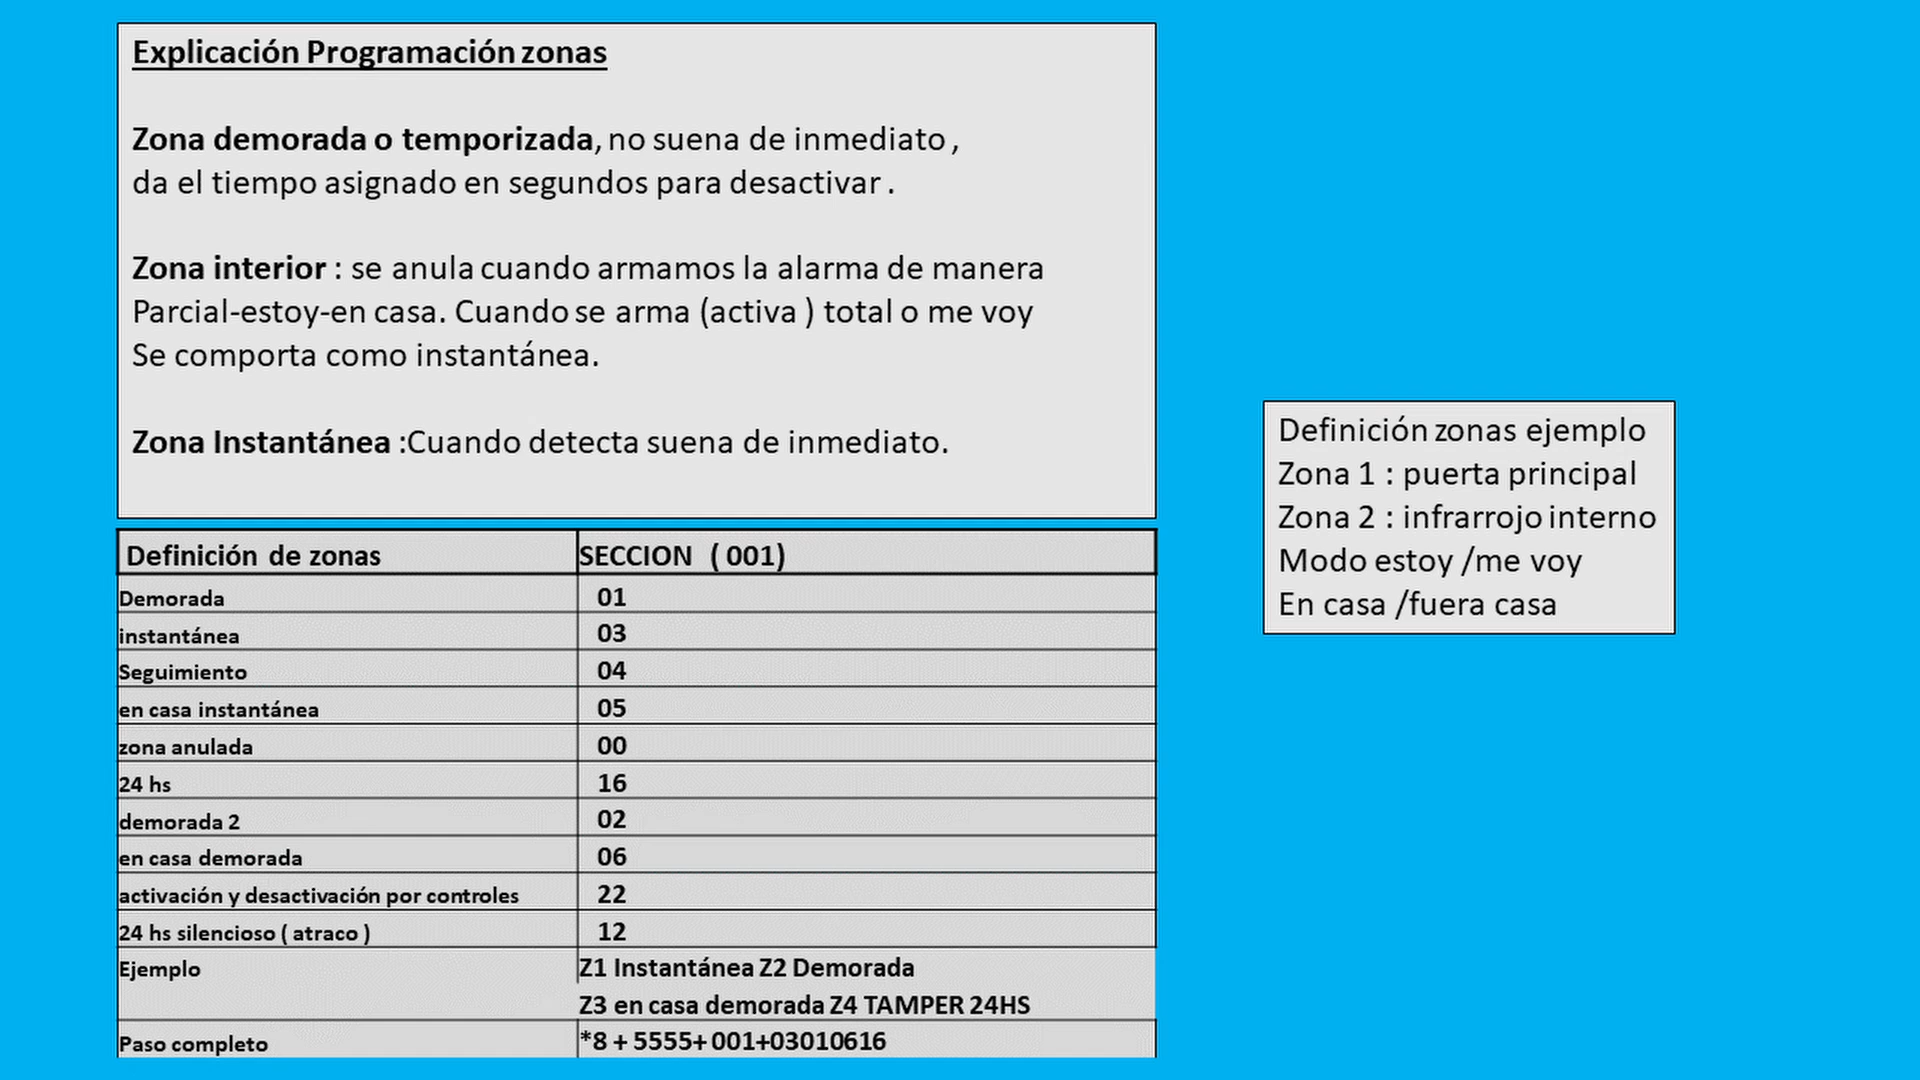 Explicación Programación zonas
Zona demorada o temporizada, no suena de inmediato ,
da el tiempo asignado en segundos para desactivar .
Zona interior : se anula cuando armamos la alarma de manera
Parcial-estoy-en casa. Cuando se arma (activa ) total o me voy
Se comporta como instantánea.
Zona Instantánea :Cuando detecta suena de inmediato.
Definición de zonas SECCION ( 001)
Demorada 01
instantánea 03
Seguimiento 04
en casa instantánea 05
zona anulada 00
24 hs 16
demorada 2 02
en casa demorada 06
activación y desactivación por controles 22
24 hs silencioso ( atraco ) 12
Ejemplo Z1 Instantánea Z2 Demorada
Z3 en casa demorada Z4 TAMPER 24HS
Paso completo *8 + 5555+ 001+03010616
Definición zonas ejemplo
Zona 1 : puerta principal
Zona 2 : infrarrojo interno
Modo estoy /me voy
En casa /fuera casa